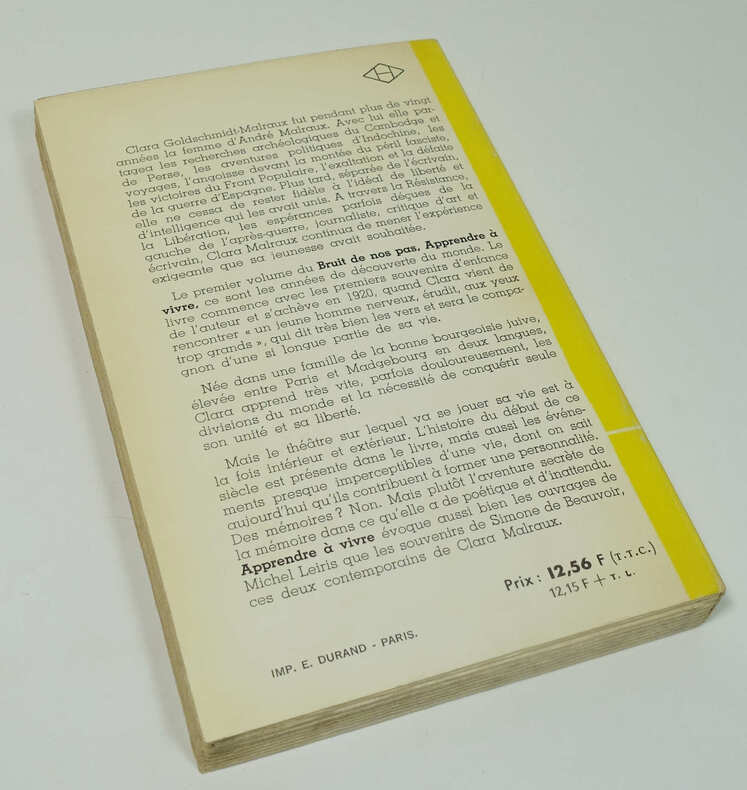 Clara Goldschmidt-Malraux fut pendant plus de vingt
années la femme d'André Malraux. Avec lui elle par-
tagea les recherches archéologiques du Cambodge et
de Perse, les aventures politiques d'Indochine, les
voyages, l'angoisse devant la montée du péril fasciste,
les victoires du Front Populaire, l'exaltation et la défaite
de la guerre d'Espagne. Plus tard, séparée de l'écrivain,
elle ne cessa de rester fidèle à l'idéal de liberté et
d'intelligence qui les avait unis. A travers la Résistance,
la Libération, les espérances parfois déçues de la
gauche de l'après-guerre, journaliste, critique d'art et
écrivain, Clara Malraux continua de mener l'expérience
exigeante que sa jeunesse avait souhaitée.
Le premier volume du Bruit de nos pas, Apprendre à
vivre, ce sont les années de découverte du monde. Le
livre commence avec les premiers souvenirs d'enfance
de l'auteur et s'achève en 1920, quand Clara vient de
rencontrer « un jeune homme nerveux, érudit, aux yeux
trop grands », qui dit très bien les vers et sera le compa-
gnon d'une si longue partie de sa vie.
Née dans une famille de la bonne bourgeoisie juive,
élevée entre Paris et Madgebourg en deux langues,
Clara apprend très vite, parfois douloureusement, les
divisions du monde et la nécessité de conquérir seule
son unité et sa liberté.
Mais le théâtre sur lequel va se jouer sa vie est à
la fois intérieur et extérieur. L'histoire du début de ce
siècle est présente dans le livre, mais aussi les événe-
ments presque imperceptibles d'une vie, dont on sait
aujourd'hui qu'ils contribuent à former une personnalité.
Des mémoires ? Non. Mais plutôt l'aventure secrète de
la mémoire dans ce qu'elle a de poétique et d'inattendu.
Apprendre à vivre évoque aussi bien les ouvrages de
Michel Leiris que les souvenirs de Simone de Beauvoir,
ces deux contemporains de Clara Malraux.
Prix : 12,56 F (T.T.C.)
12,15 F + T. L.
IMP. E. DURAND - PARIS.